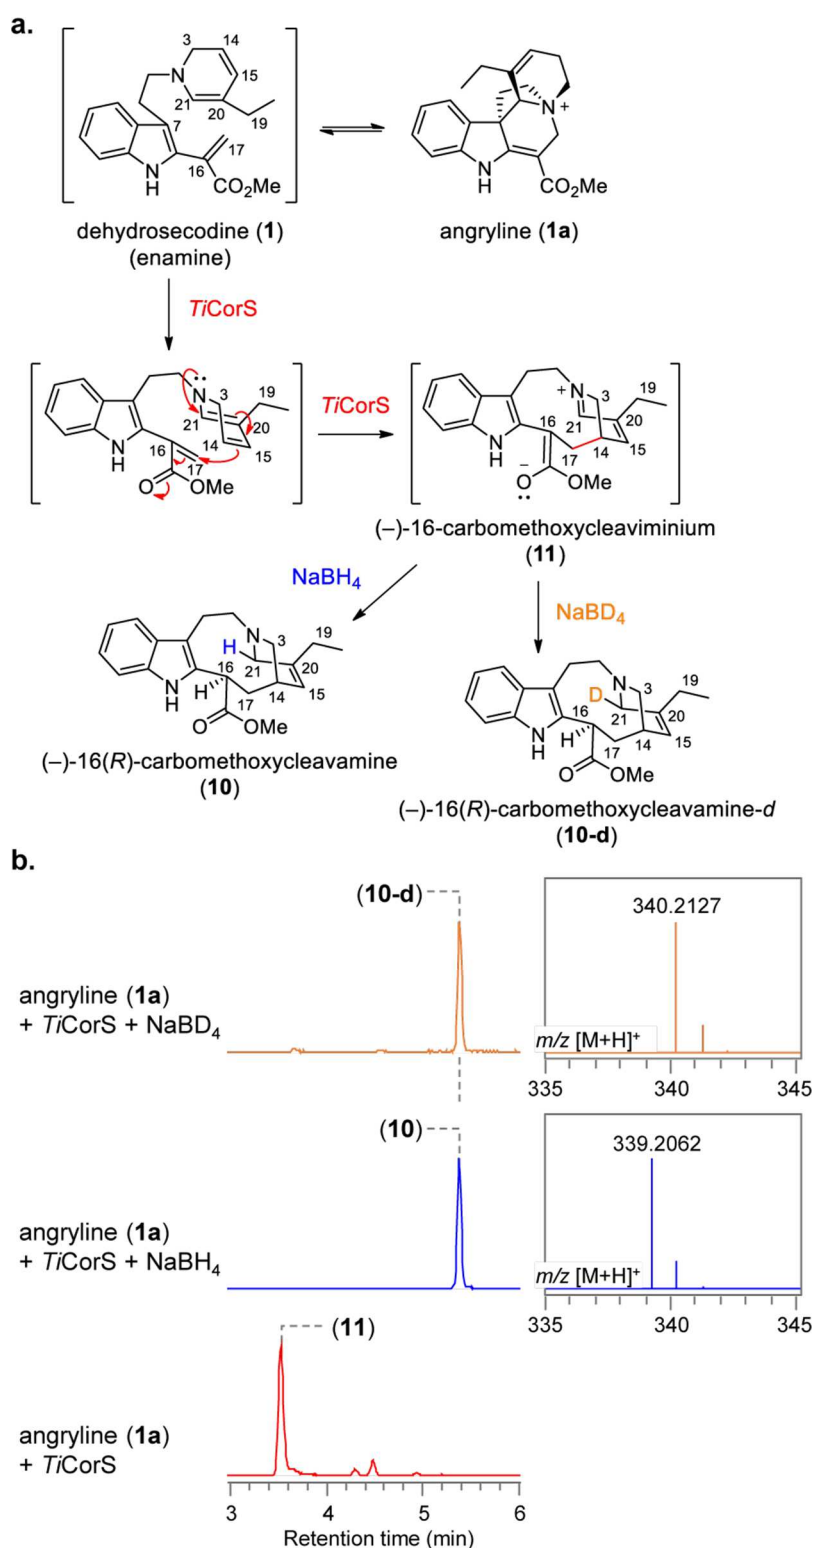 a.
3
14
N
15
21
20
7
19
17
16
N
H
CO2Me
N
+
N
H
CO2Me
dehydrosecodine (1)
(enamine)
angryline (1a)
TiCorS
N
3
19
21
20
14
15
16
17
N
H
O
OMe
TiCorS
+
N
3
19
16
21
20
15
N
H
17
14
−
O
OMe
(–)-16-carbomethoxycleaviminium
(11)
NaBH4
NaBD4
N
3
19
H
16
21
20
N
H
H
14
15
17
O
OMe
(–)-16(R)-carbomethoxycleavamine
(10)
N
3
19
D
16
21
20
N
H
H
14
15
17
O
OMe
(–)-16(R)-carbomethoxycleavamine-d
(10-d)
b.
(10-d)
340.2127
angryline (1a)
+ TiCorS + NaBD4
m/z [M+H]+
335
340
345
(10)
339.2062
angryline (1a)
+ TiCorS + NaBH4
m/z [M+H]+
335
340
345
(11)
angryline (1a)
+ TiCorS
3
4
5
6
Retention time (min)